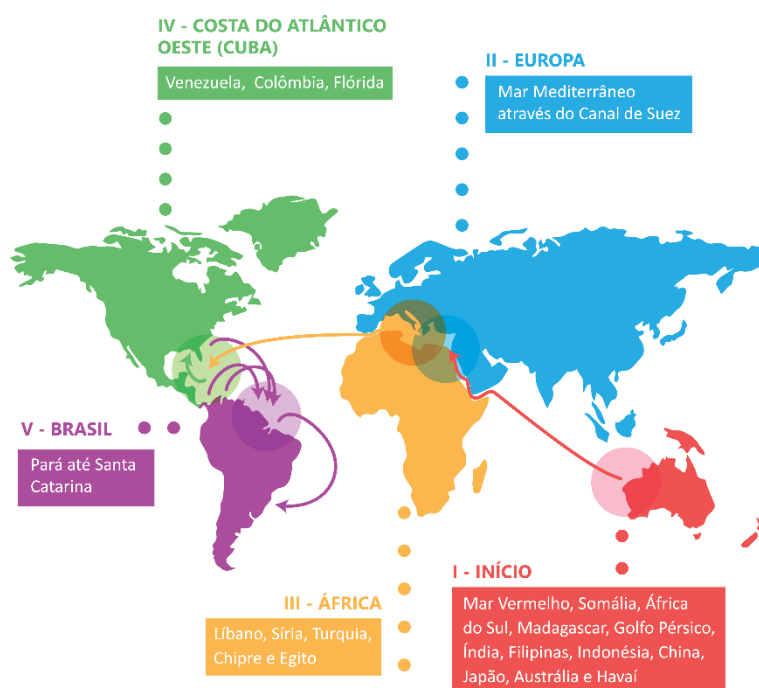 IV - COSTA DO ATLÂNTICO
OESTE (CUBA)
Venezuela, Colômbia, Flórida
II - EUROPA
Mar Mediterrâneo
através do Canal de Suez
V - BRASIL
Pará até Santa
Catarina
III - ÁFRICA
Líbano, Síria, Turquia,
Chipre e Egito
I - INÍCIO
Mar Vermelho, Somália, África
do Sul, Madagascar, Golfo Pérsico,
Índia, Filipinas, Indonésia, China,
Japão, Austrália e Havaí